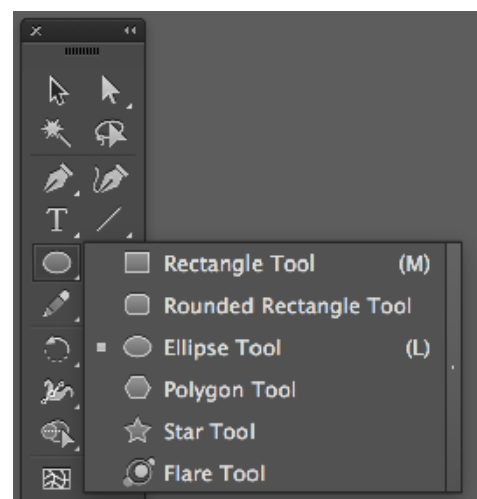 Rectangle Tool (M)
Rounded Rectangle Tool
Ellipse Tool (L)
Polygon Tool
Star Tool
Flare Tool